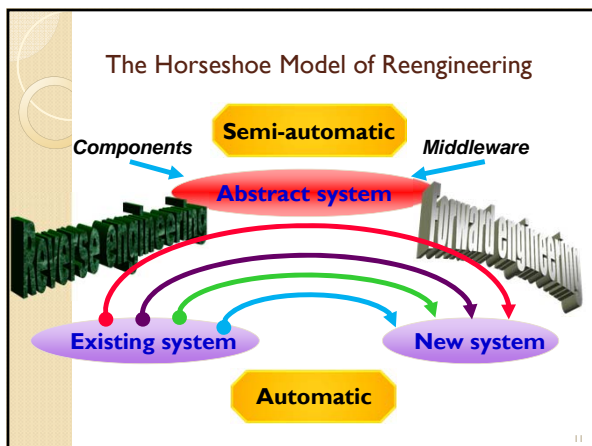 The Horseshoe Model of Reengineering
Semi-automatic
Components
Middleware
Abstract system
Reverse engineering
Forward engineering
Existing system
New system
Automatic
11